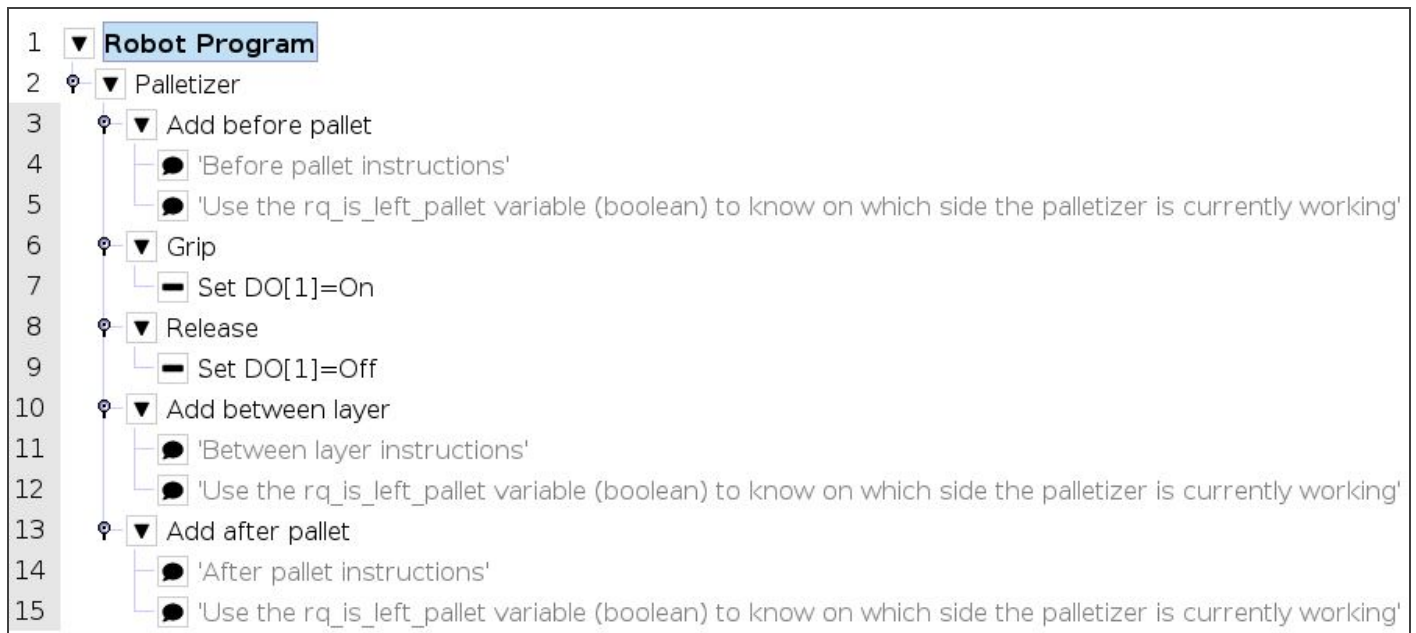 1 Robot Program
2 Palletizer
3 Add before pallet
4 'Before pallet instructions'
5 'Use the rq_is_left_pallet variable (boolean) to know on which side the palletizer is currently working'
6 Grip
7 Set DO[1]=On
8 Release
9 Set DO[1]=Off
10 Add between layer
11 'Between layer instructions'
12 'Use the rq_is_left_pallet variable (boolean) to know on which side the palletizer is currently working'
13 Add after pallet
14 'After pallet instructions'
15 'Use the rq_is_left_pallet variable (boolean) to know on which side the palletizer is currently working'